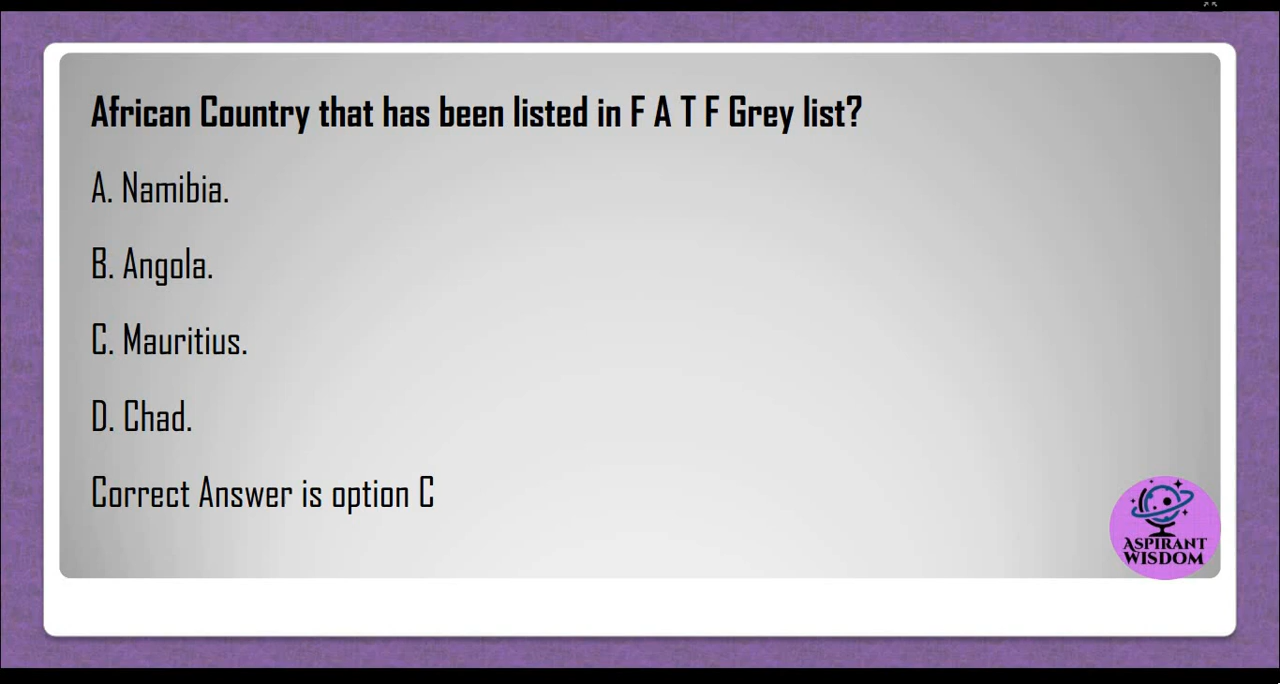 African Country that has been listed in F A T F Grey list?
A. Namibia.
B. Angola.
C. Mauritius.
D. Chad.
Correct Answer is option C
ASPIRANT
WISDOM